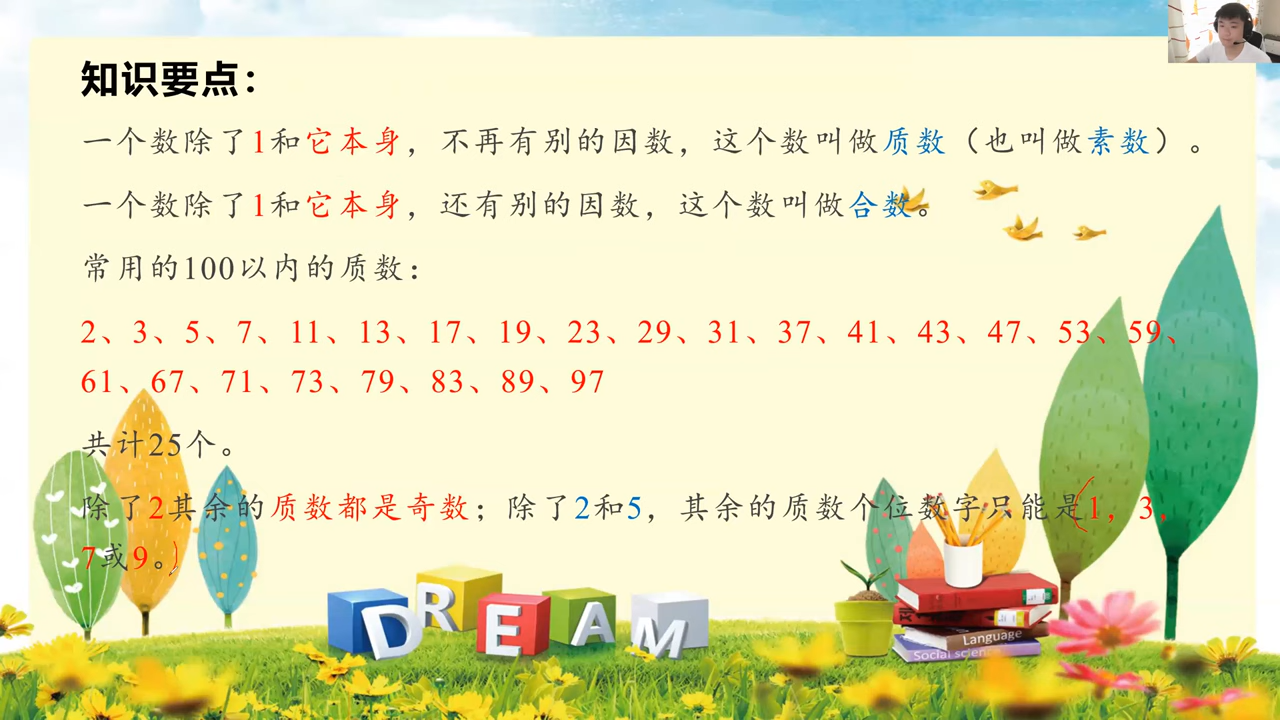 知识要点：
一个数除了1和它本身，不再有别的因数，这个数叫做质数（也叫做素数）。
一个数除了1和它本身，还有别的因数，这个数叫做合数。
常用的100以内的质数：
2、3、5、7、11、13、17、19、23、29、31、37、41、43、47、53、59、
61、67、71、73、79、83、89、97
共计25个。
除了2其余的质数都是奇数；除了2和5，其余的质数个位数字只能是1，3，
7或9。
DREAM
Language
Social science